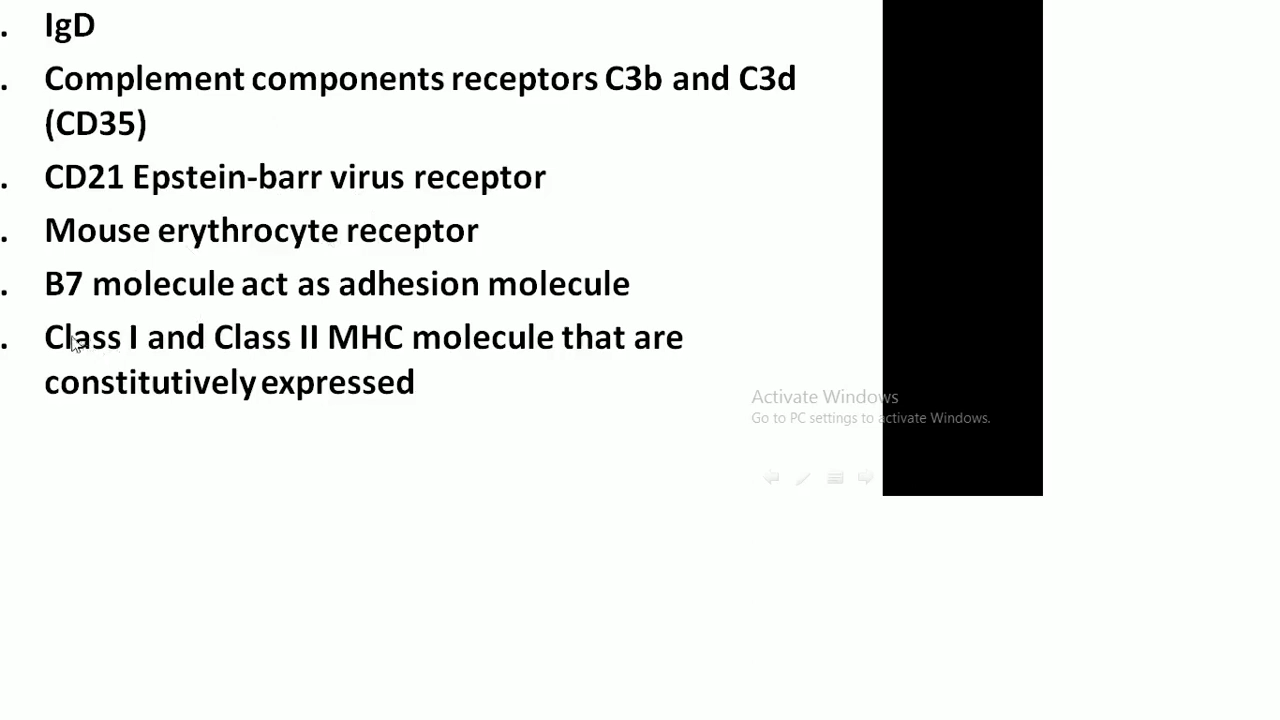 . IgD
. Complement components receptors C3b and C3d
(CD35)
. CD21 Epstein-barr virus receptor
. Mouse erythrocyte receptor
. B7 molecule act as adhesion molecule
. Class I and Class II MHC molecule that are
constitutively expressed
Activate Windows
Go to PC settings to activate Windows.